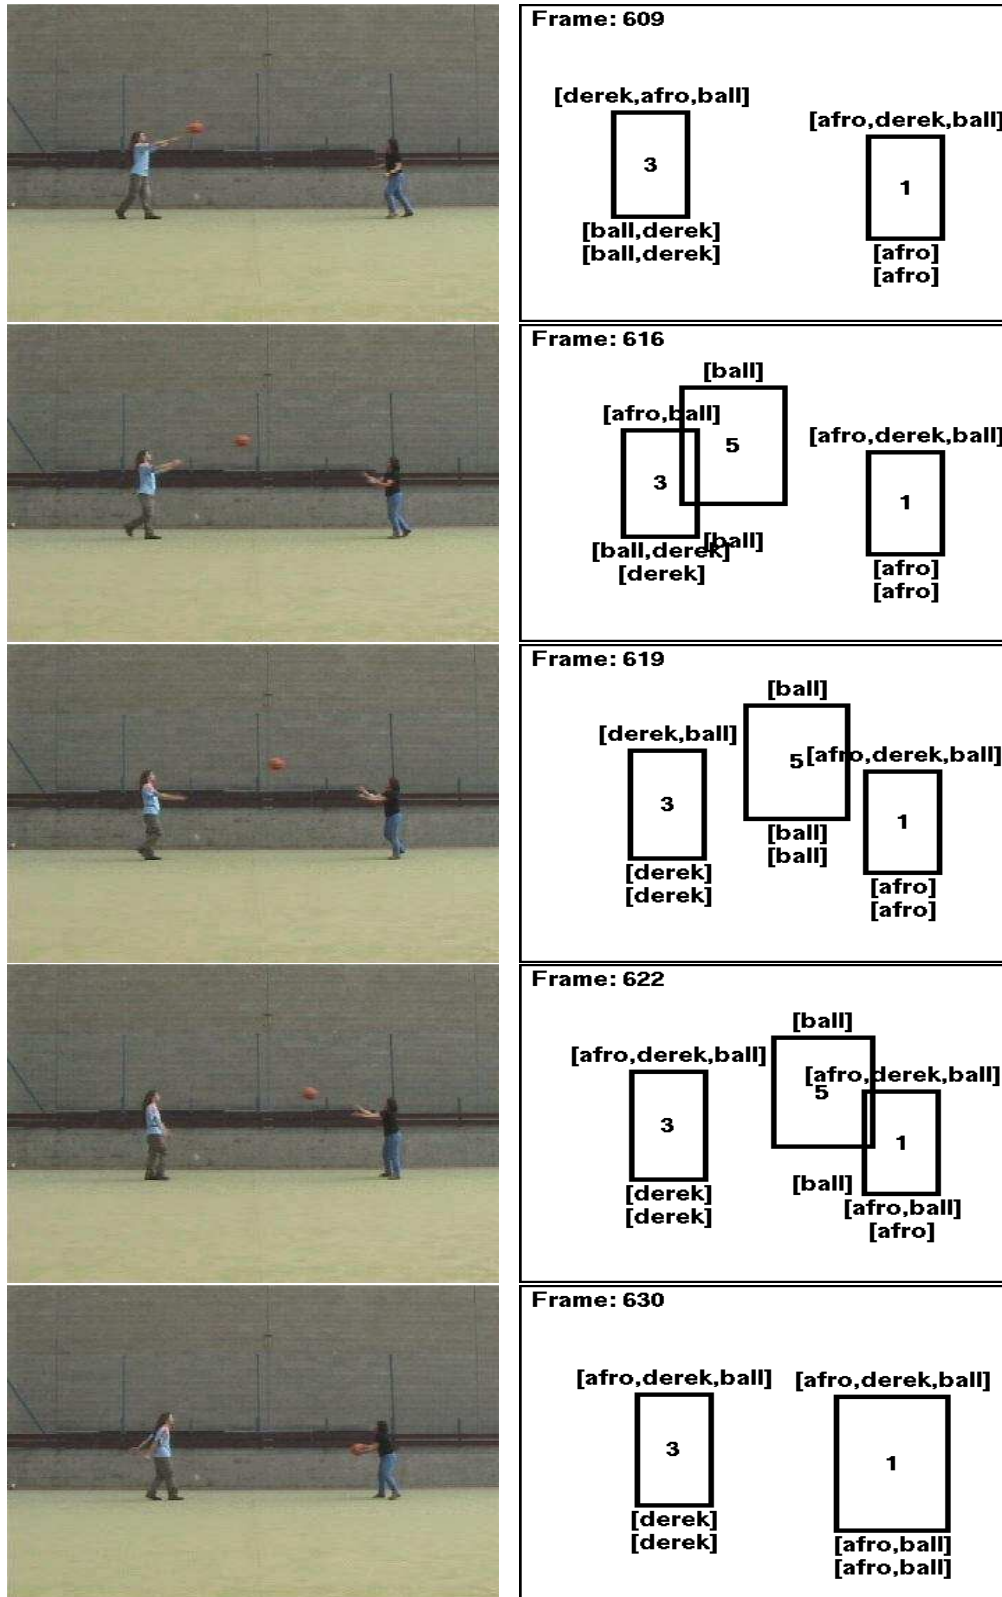 Frame: 609
[derek,afro,ball]
[afro,derek,ball]
3
1
[ball,derek]
[ball,derek]
[afro]
[afro]
Frame: 616
[ball]
[afro,ball]
[afro,derek,ball]
5
3
1
[ball]
[ball,derek]
[derek]
[afro]
[afro]
Frame: 619
[ball]
[derek,ball]
[afro,derek,ball]
5
3
1
[ball]
[ball]
[derek]
[derek]
[afro]
[afro]
Frame: 622
[ball]
[afro,derek,ball]
[afro,derek,ball]
5
3
1
[ball]
[derek]
[derek]
[afro,ball]
[afro]
Frame: 630
[afro,derek,ball]
[afro,derek,ball]
3
1
[derek]
[derek]
[afro,ball]
[afro,ball]